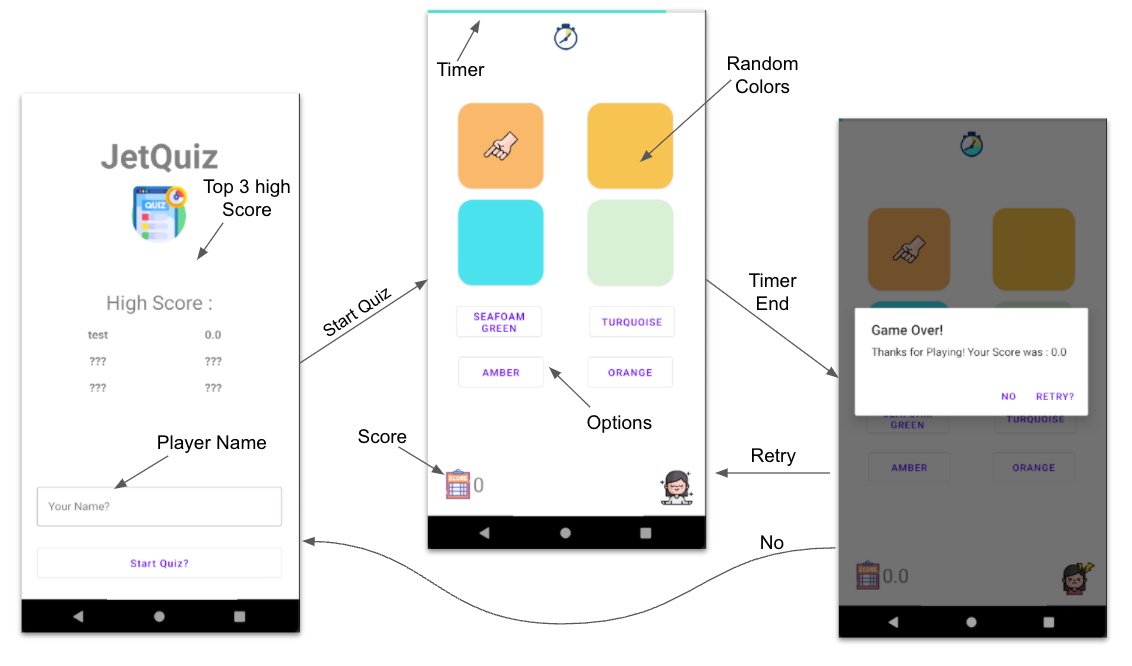 JetQuiz
QUIZ
Top 3 high
Score
High Score :
test 0.0
??? ???
??? ???
Player Name
Your Name?
Start Quiz?
Start Quiz
Timer
Random
Colors
SEAFOAM
GREEN
TURQUOISE
AMBER
ORANGE
Options
Score
0
Timer
End
Retry
No
Game Over!
Thanks for Playing! Your Score was : 0.0
NO RETRY?
SEAFOAM
GREEN
TURQUOISE
AMBER
ORANGE
0.0